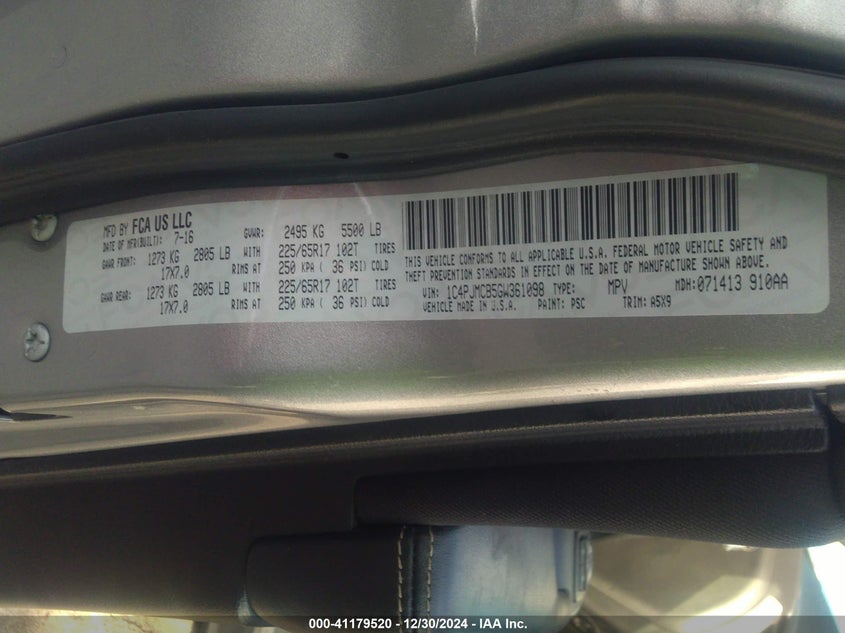 MFD BY FCA US LLC
DATE OF MFR(BUILT): 7-16 GVWR: 2495 KG 5500 LB
GAWR FRONT: 1273 KG 2805 LB WITH 225/65R17 102T TIRES
17X7.0 RIMS AT 250 KPA ( 36 PSI) COLD
GAWR REAR: 1273 KG 2805 LB WITH 225/65R17 102T TIRES
17X7.0 RIMS AT 250 KPA ( 36 PSI) COLD
THIS VEHICLE CONFORMS TO ALL APPLICABLE U.S.A. FEDERAL MOTOR VEHICLE SAFETY AND
THEFT PREVENTION STANDARDS IN EFFECT ON THE DATE OF MANUFACTURE SHOWN ABOVE.
VIN: 1C4PJMCB5GW361098 TYPE: MPV MDH: 071413 910AA
VEHICLE MADE IN U.S.A. PAINT: PSC TRIM: A5X9
000-41179520 - 12/30/2024 - IAA Inc.